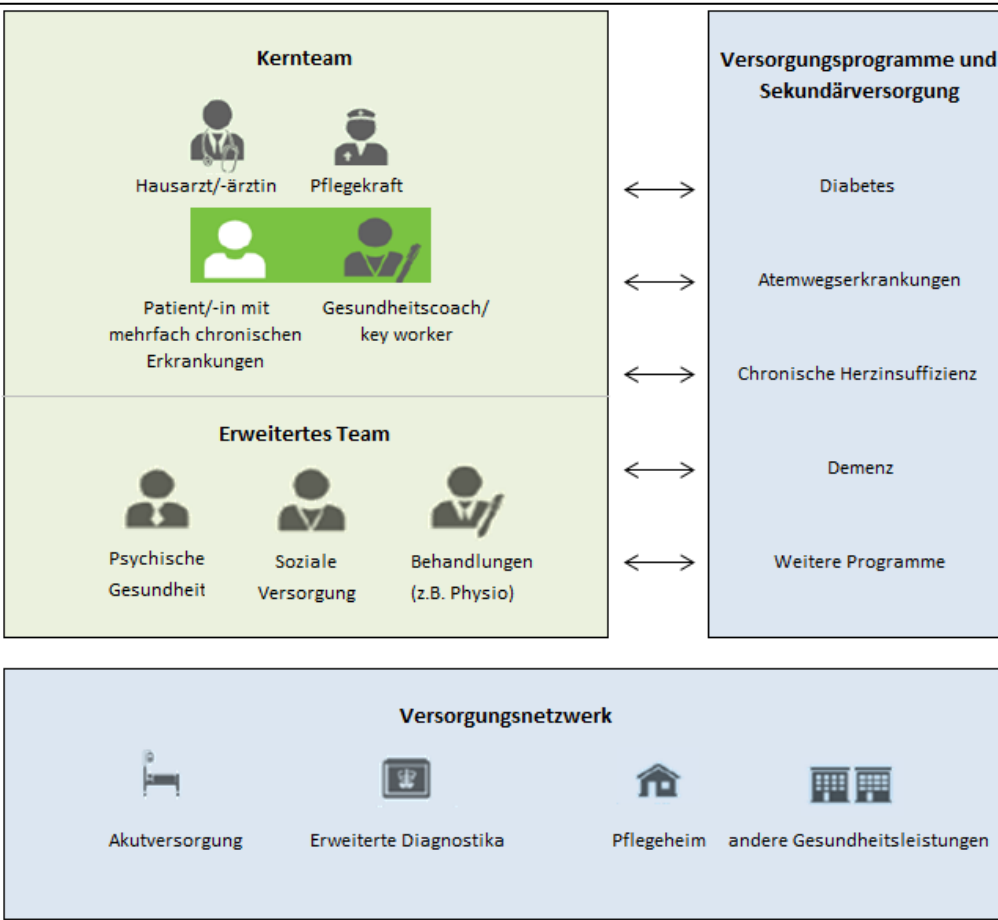 Kernteam
Hausarzt/-ärztin
Pflegekraft
Patient/-in mit
mehrfach chronischen
Erkrankungen
Gesundheitscoach/
key worker
Erweitertes Team
Psychische
Gesundheit
Soziale
Versorgung
Behandlungen
(z.B. Physio)
Versorgungsprogramme und
Sekundärversorgung
Diabetes
Atemwegserkrankungen
Chronische Herzinsuffizienz
Demenz
Weitere Programme
Versorgungsnetzwerk
Akutversorgung
Erweiterte Diagnostika
Pflegeheim
andere Gesundheitsleistungen